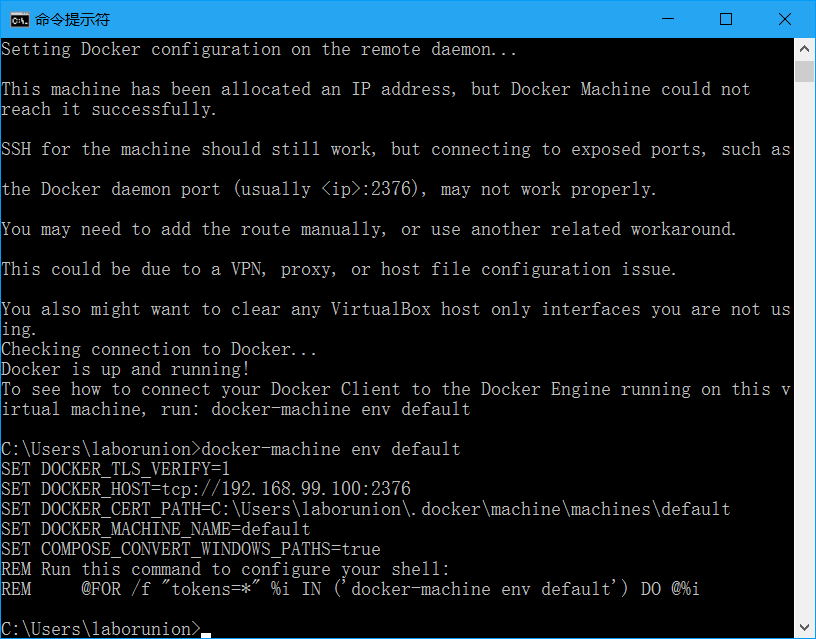 命令提示符
Setting Docker configuration on the remote daemon...
This machine has been allocated an IP address, but Docker Machine could not
reach it successfully.
SSH for the machine should still work, but connecting to exposed ports, such as
the Docker daemon port (usually <ip>:2376), may not work properly.
You may need to add the route manually, or use another related workaround.
This could be due to a VPN, proxy, or host file configuration issue.
You also might want to clear any VirtualBox host only interfaces you are not us
ing.
Checking connection to Docker...
Docker is up and running!
To see how to connect your Docker Client to the Docker Engine running on this v
irtual machine, run: docker-machine env default
C:\Users\laborunion>docker-machine env default
SET DOCKER_TLS_VERIFY=1
SET DOCKER_HOST=tcp://192.168.99.100:2376
SET DOCKER_CERT_PATH=C:\Users\laborunion\.docker\machine\machines\default
SET DOCKER_MACHINE_NAME=default
SET COMPOSE_CONVERT_WINDOWS_PATHS=true
REM Run this command to configure your shell:
REM     @FOR /f "tokens=*" %i IN ('docker-machine env default') DO @%i
C:\Users\laborunion>